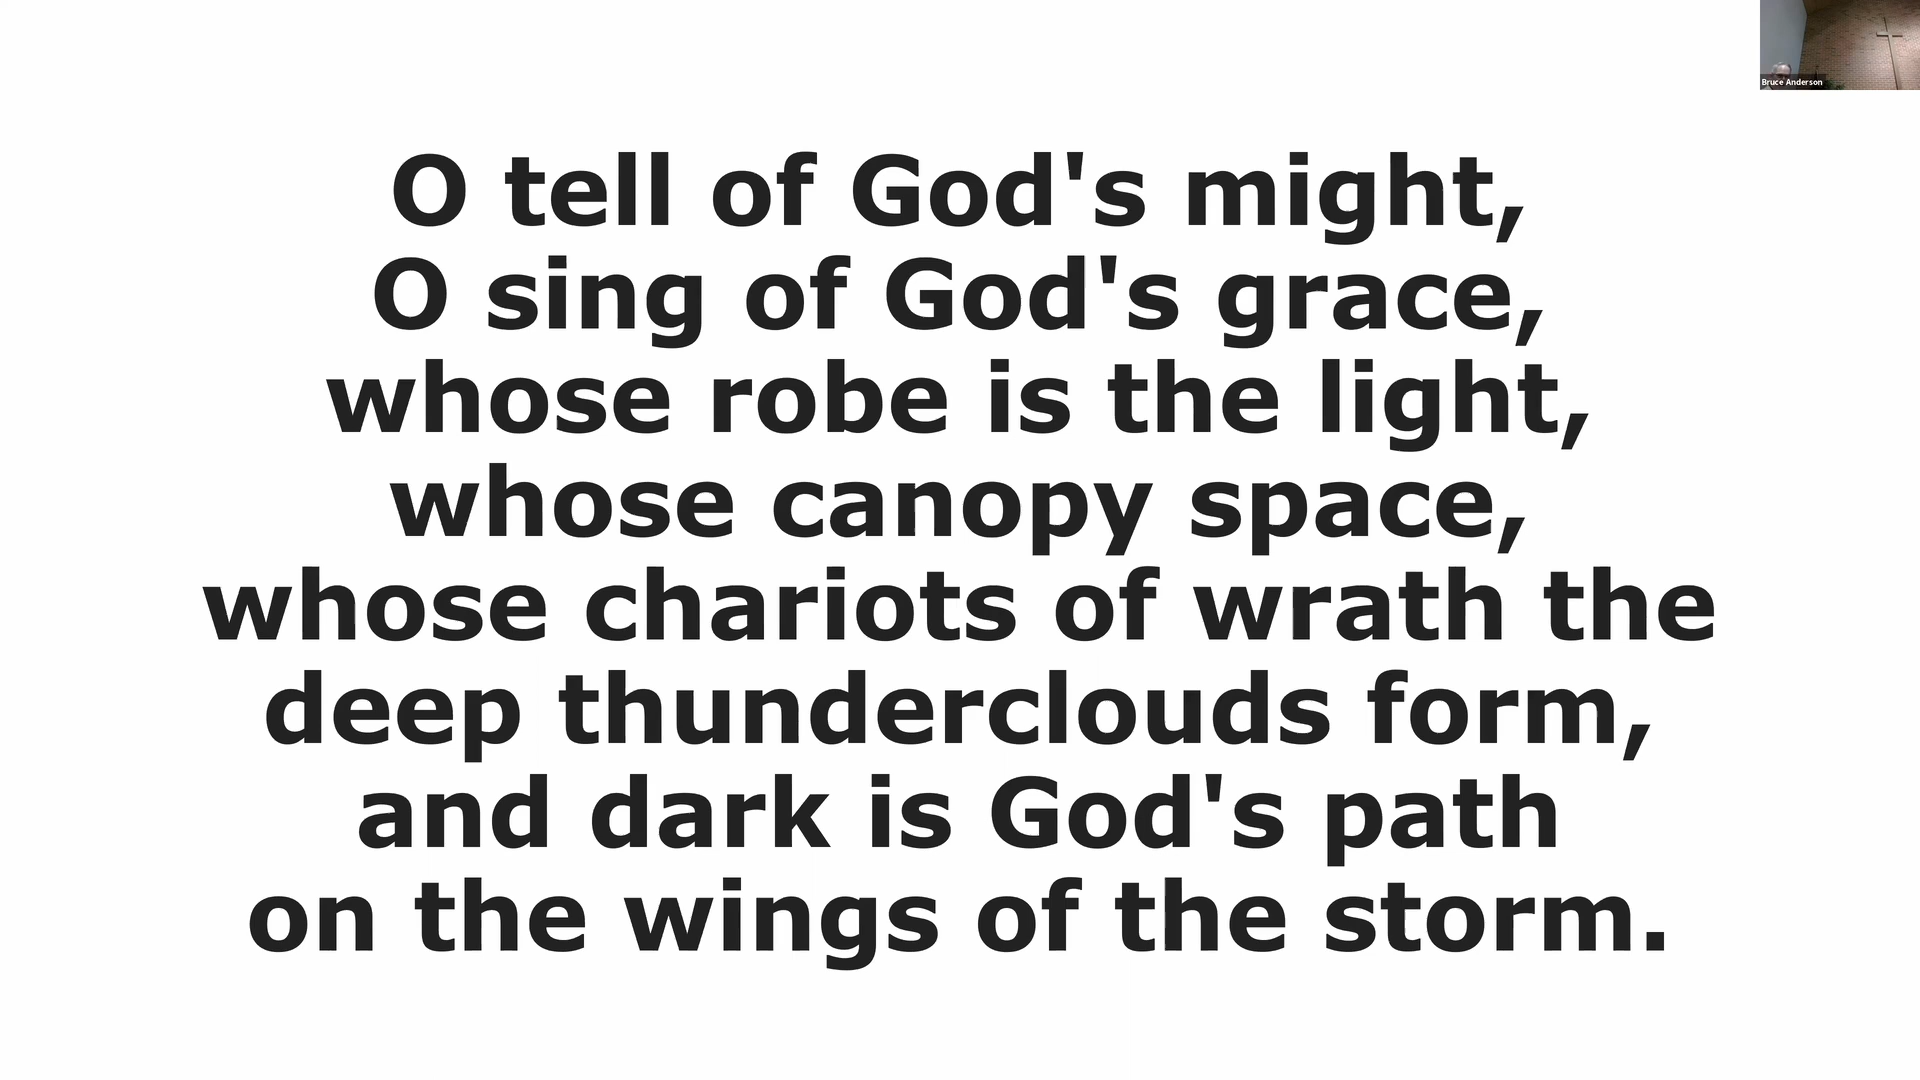 Bruce Anderson
O tell of God's might,
O sing of God's grace,
whose robe is the light,
whose canopy space,
whose chariots of wrath the
deep thunderclouds form,
and dark is God's path
on the wings of the storm.